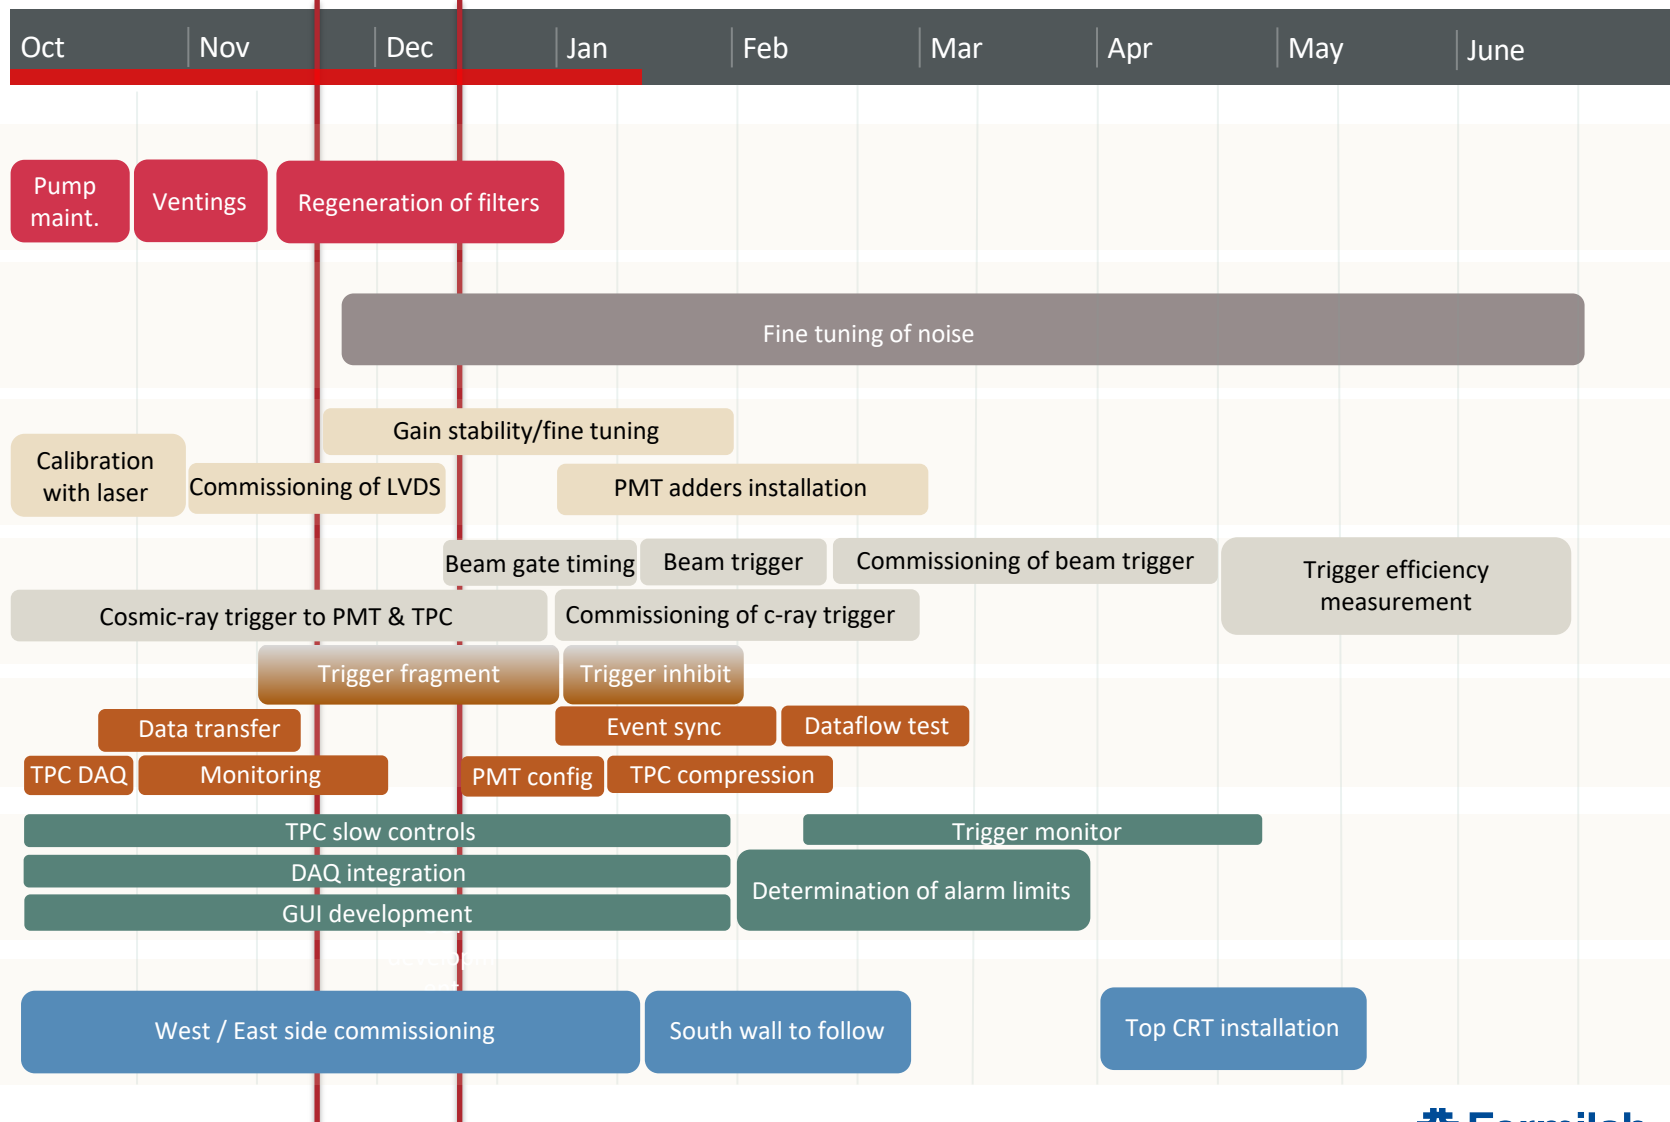 Oct Nov Dec Jan Feb Mar Apr May June
Pump
maint.
Ventings
Regeneration of filters
Fine tuning of noise
Gain stability/fine tuning
Calibration
with laser
Commissioning of LVDS
PMT adders installation
Beam gate timing
Beam trigger
Commissioning of beam trigger
Trigger efficiency
measurement
Cosmic-ray trigger to PMT & TPC
Commissioning of c-ray trigger
Trigger fragment
Trigger inhibit
Data transfer
Event sync
Dataflow test
TPC DAQ
Monitoring
PMT config
TPC compression
TPC slow controls
Trigger monitor
DAQ integration
Determination of alarm limits
GUI development
West / East side commissioning
South wall to follow
Top CRT installation
Fermilab